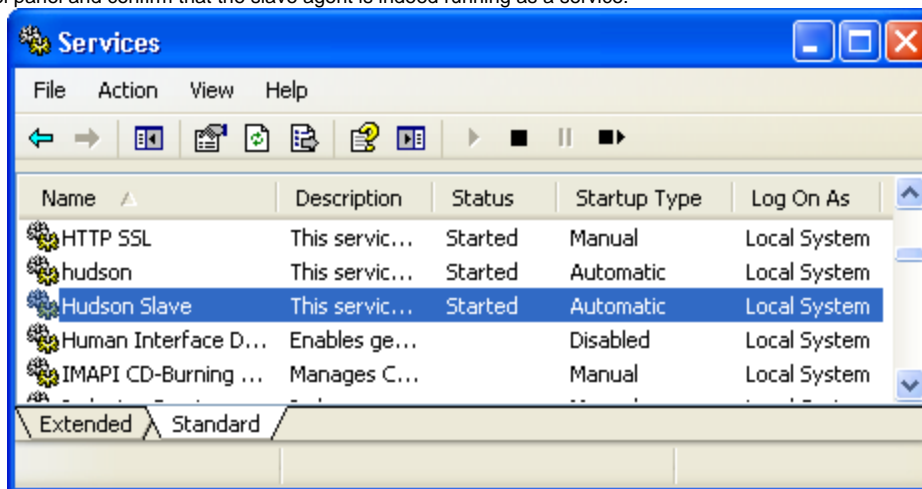 panel and confirm that the slave agent is indeed running as a service.
Services
File Action View Help
Name Description Status Startup Type Log On As
HTTP SSL This servic... Started Manual Local System
hudson This servic... Started Automatic Local System
Hudson Slave This servic... Started Automatic Local System
Human Interface D... Enables ge... Disabled Local System
IMAPI CD-Burning ... Manages C... Manual Local System
Extended Standard